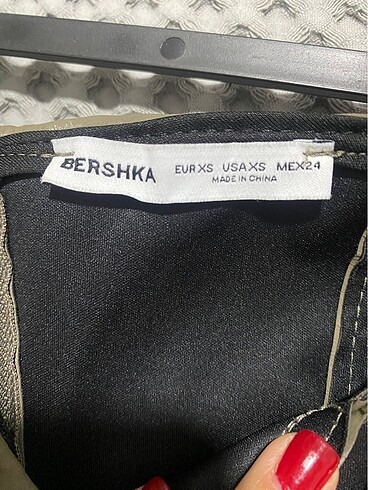 BERSHKA EUR XS USA XS MEX 24
MADE IN CHINA